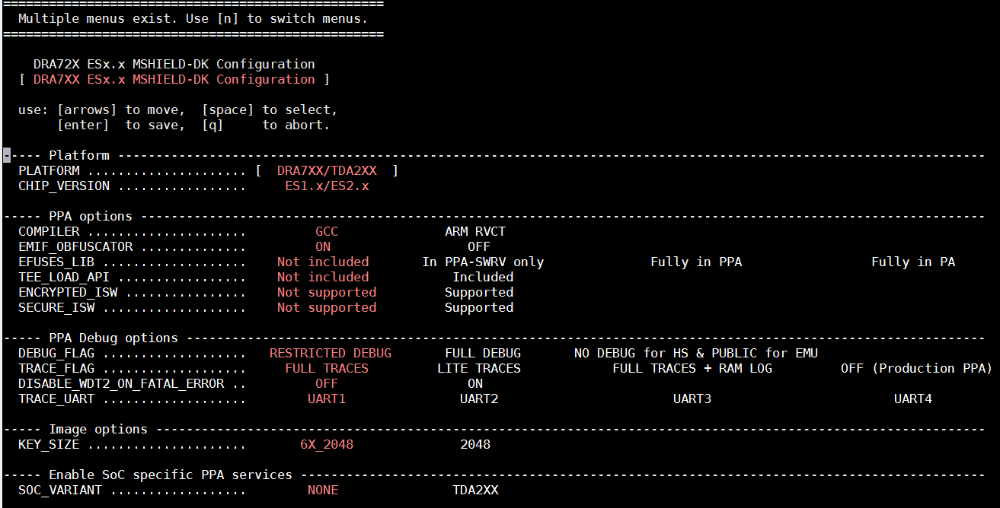 ==================================================
Multiple menus exist. Use [n] to switch menus.
==================================================
DRA72X ESx.x MSHIELD-DK Configuration
[ DRA7XX ESx.x MSHIELD-DK Configuration ]
use: [arrows] to move,  [space] to select,
[enter]  to save,  [q]     to abort.
----- Platform ------------------------------------------------------------------------------------------------------------------
PLATFORM ..................... [  DRA7XX/TDA2XX  ]
CHIP_VERSION .................    ES1.x/ES2.x
----- PPA options ---------------------------------------------------------------------------------------------------------------
COMPILER .....................    GCC    ARM RVCT
EMIF_OBFUSCATOR ..............    ON    OFF
EFUSES_LIB ...................    Not included    In PPA-SWRV only    Fully in PPA    Fully in PA
TEE_LOAD_API .................    Not included    Included
ENCRYPTED_ISW ................    Not supported    Supported
SECURE_ISW ...................    Not supported    Supported
----- PPA Debug options ---------------------------------------------------------------------------------------------------------
DEBUG_FLAG ...................    RESTRICTED DEBUG    FULL DEBUG    NO DEBUG for HS & PUBLIC for EMU
TRACE_FLAG ...................    FULL TRACES    LITE TRACES    FULL TRACES + RAM LOG    OFF (Production PPA)
DISABLE_WDT2_ON_FATAL_ERROR ..    OFF    ON
TRACE_UART ...................    UART1    UART2    UART3    UART4
----- Image options -------------------------------------------------------------------------------------------------------------
KEY_SIZE .....................    6X_2048    2048
----- Enable SoC specific PPA services ------------------------------------------------------------------------------------------
SOC_VARIANT ..................    NONE    TDA2XX